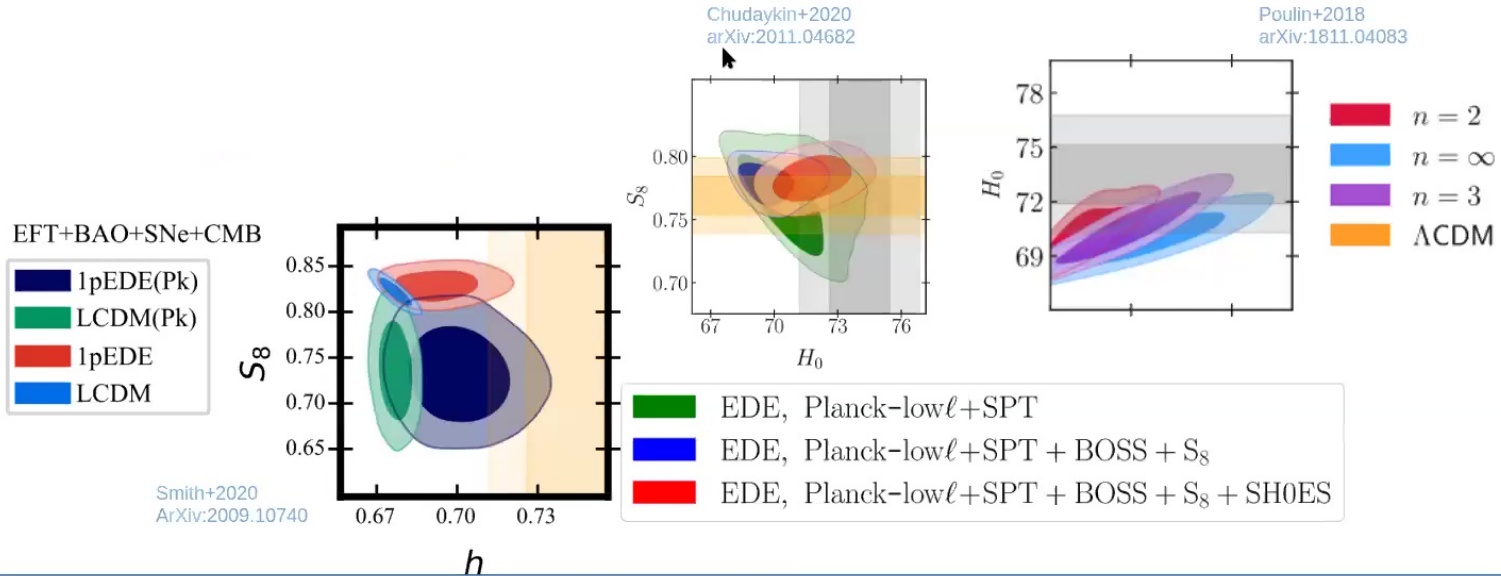 Chudaykin+2020
arXiv:2011.04682
Poulin+2018
arXiv:1811.04083
EFT+BAO+SNe+CMB
1pEDE(Pk)
LCDM(Pk)
1pEDE
LCDM
S8
0.85
0.80
0.75
0.70
0.65
0.67 0.70 0.73
h
Smith+2020
ArXiv:2009.10740
S₈
0.80
0.75
0.70
67 70 73 76
H₀
EDE, Planck-lowℓ+SPT
EDE, Planck-lowℓ+SPT + BOSS + S₈
EDE, Planck-lowℓ+SPT + BOSS + S₈ + SH0ES
H₀
78
75
72
69
n = 2
n = ∞
n = 3
ΛCDM